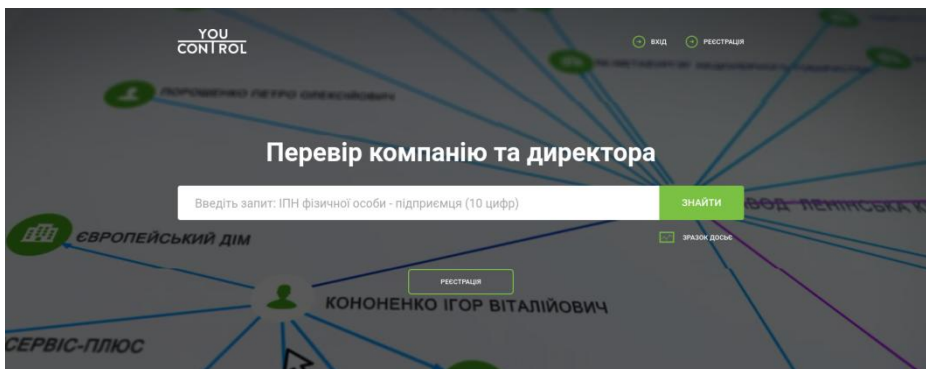 YOU
CONTROL
ВХІД
РЕЄСТРАЦІЯ
ПОРОШЕНКО ПЕТРО ОЛЕКСІЙОВИЧ
Перевір компанію та директора
Введіть запит: ІПН фізичної особи - підприємця (10 цифр)
ЗНАЙТИ
ЗРАЗОК ДОСЬЄ
ЄВРОПЕЙСЬКИЙ ДІМ
РЕЄСТРАЦІЯ
КОНОНЕНКО ІГОР ВІТАЛІЙОВИЧ
СЕРВІС-ПЛЮС